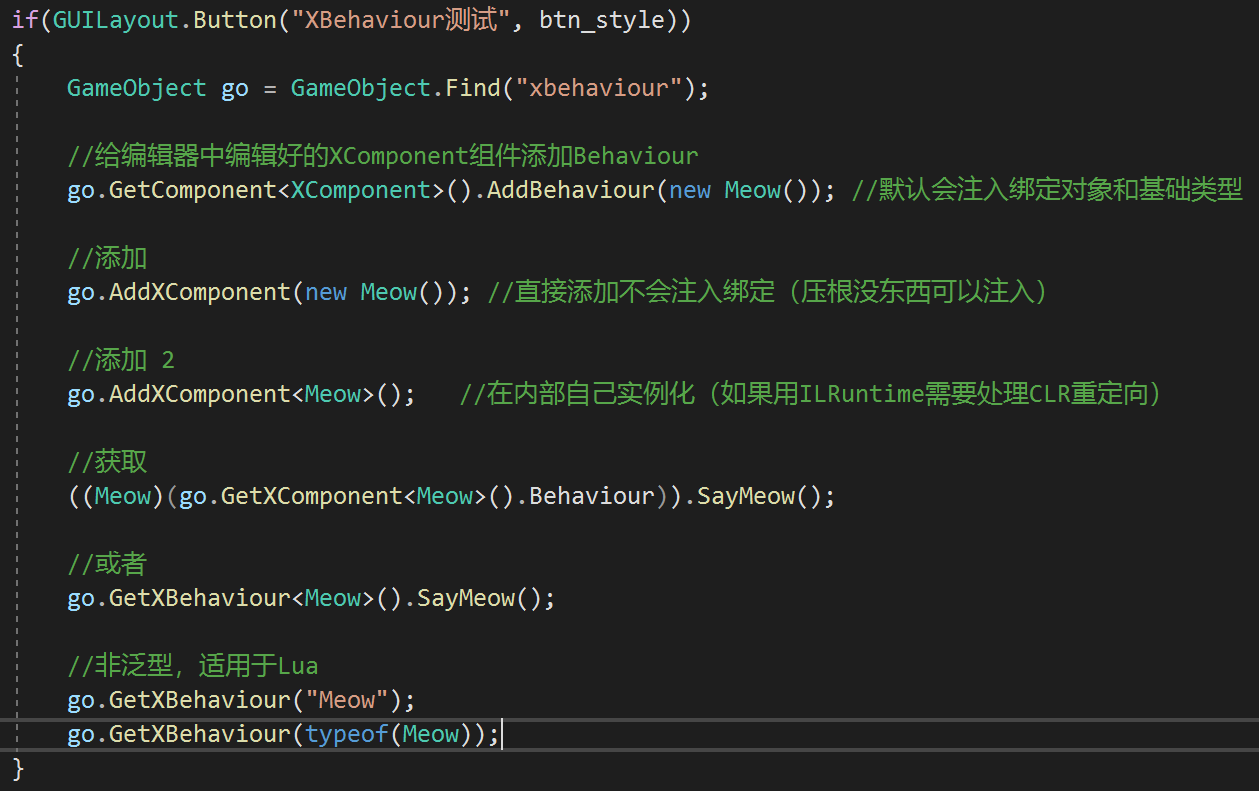 if(GUILayout.Button("XBehaviour测试", btn_style))
{
GameObject go = GameObject.Find("xbehaviour");
//给编辑器中编辑好的XComponent组件添加Behaviour
go.GetComponent<XComponent>().AddBehaviour(new Meow()); //默认会注入绑定对象和基础类型
//添加
go.AddXComponent(new Meow()); //直接添加不会注入绑定（压根没东西可以注入）
//添加 2
go.AddXComponent<Meow>();   //在内部自己实例化（如果用ILRuntime需要处理CLR重定向）
//获取
((Meow)(go.GetXComponent<Meow>().Behaviour)).SayMeow();
//或者
go.GetXBehaviour<Meow>().SayMeow();
//非泛型，适用于Lua
go.GetXBehaviour("Meow");
go.GetXBehaviour(typeof(Meow));
}